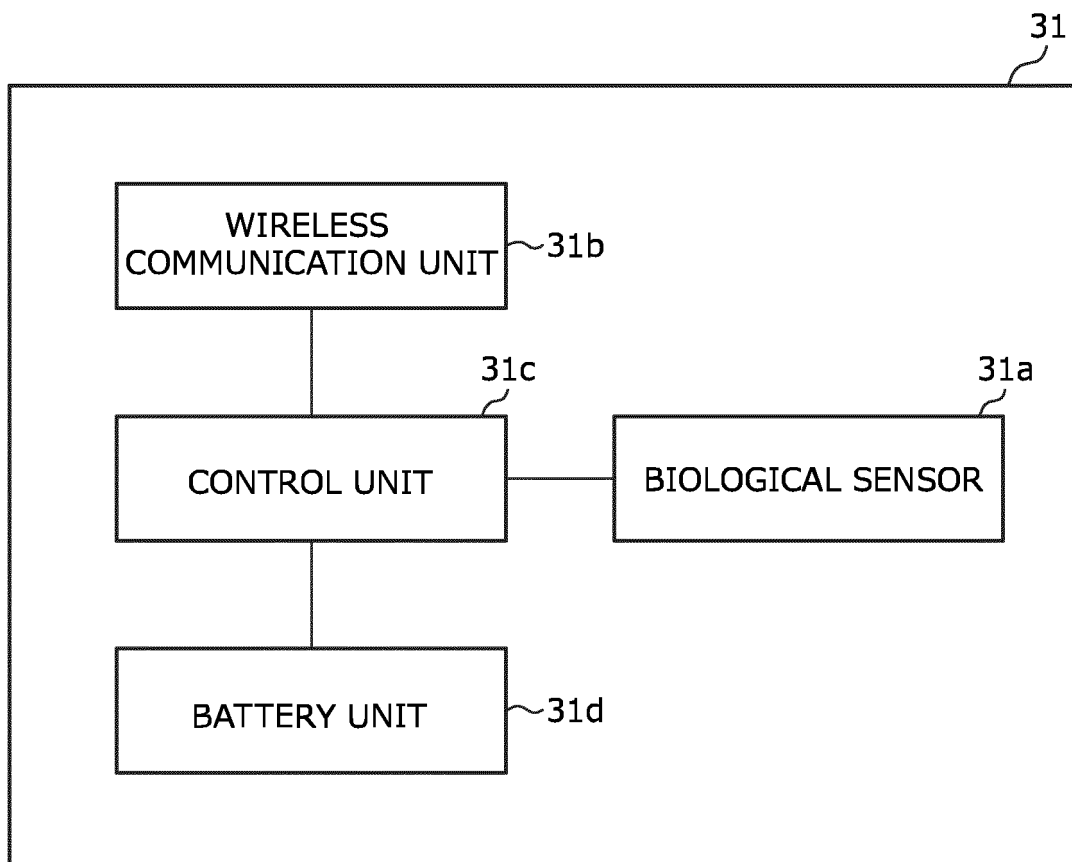 31
WIRELESS
COMMUNICATION UNIT
31b
31c
31a
CONTROL UNIT
BIOLOGICAL SENSOR
BATTERY UNIT
31d